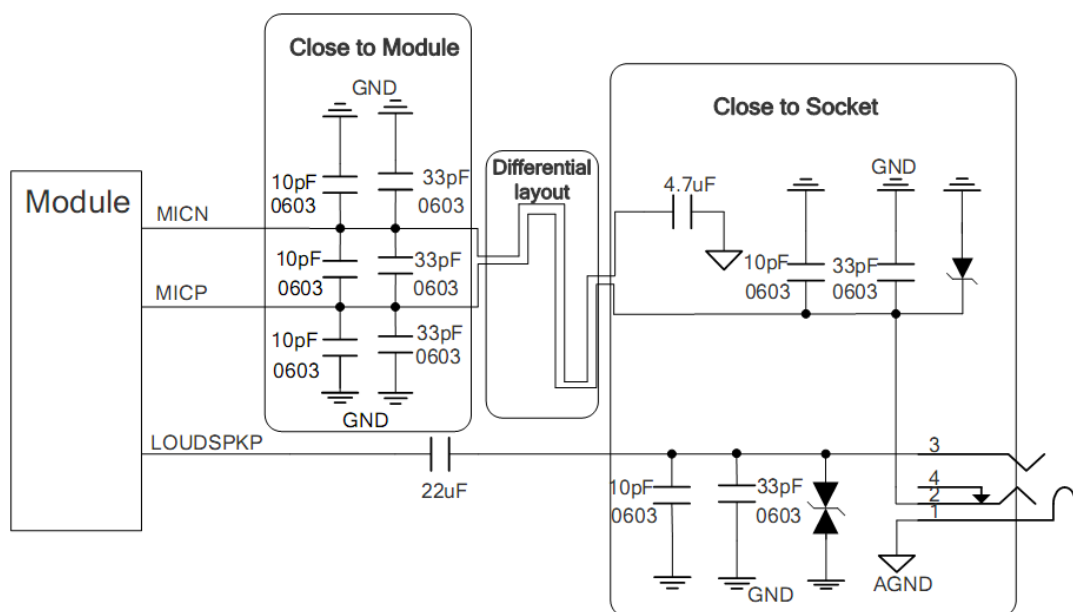 Close to Module
GND
10pF
0603
33pF
0603
Module
MICN
10pF
0603
33pF
0603
MICP
10pF
0603
33pF
0603
GND
Differential
layout
Close to Socket
4.7uF
GND
10pF
0603
33pF
0603
LOUDSPKP
22uF
10pF
0603
33pF
0603
GND
3
4
2
1
AGND